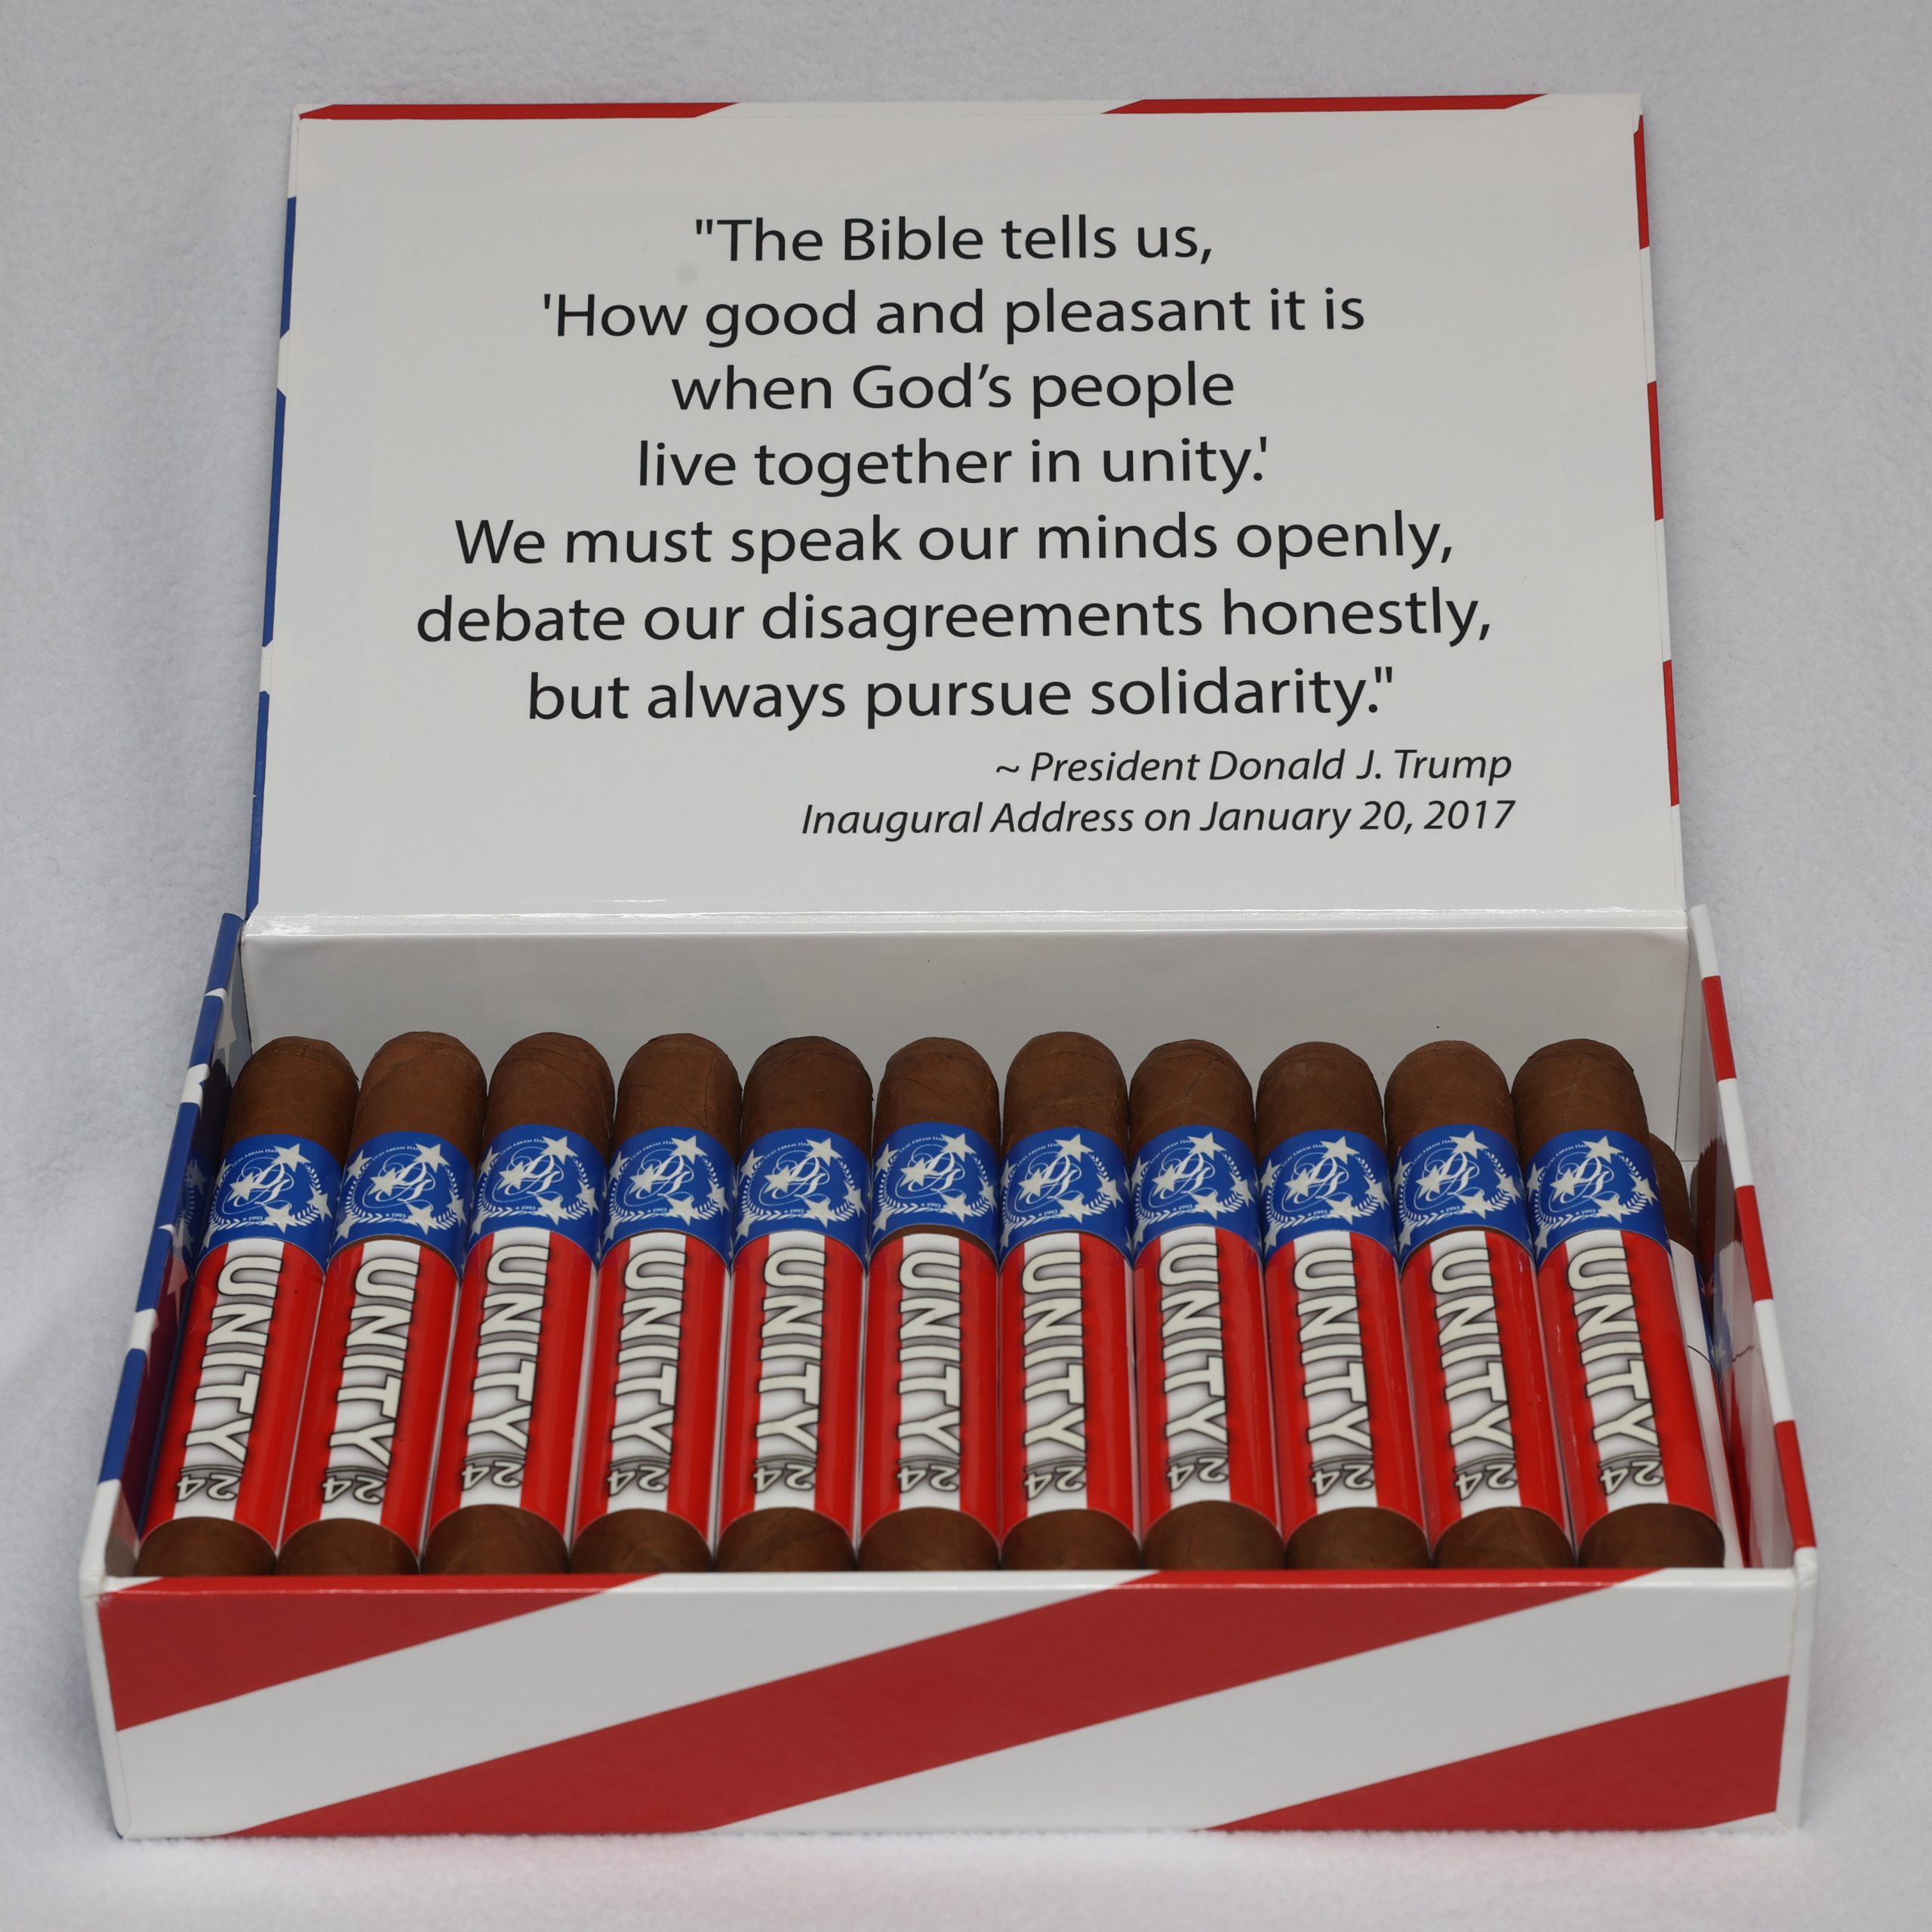 "The Bible tells us,
'How good and pleasant it is
when God’s people
live together in unity.'
We must speak our minds openly,
debate our disagreements honestly,
but always pursue solidarity."
~ President Donald J. Trump
Inaugural Address on January 20, 2017
UNITY 24
UNITY 24
UNITY 24
UNITY 24
UNITY 24
UNITY 24
UNITY 24
UNITY 24
UNITY 24
UNITY 24
UNITY 24